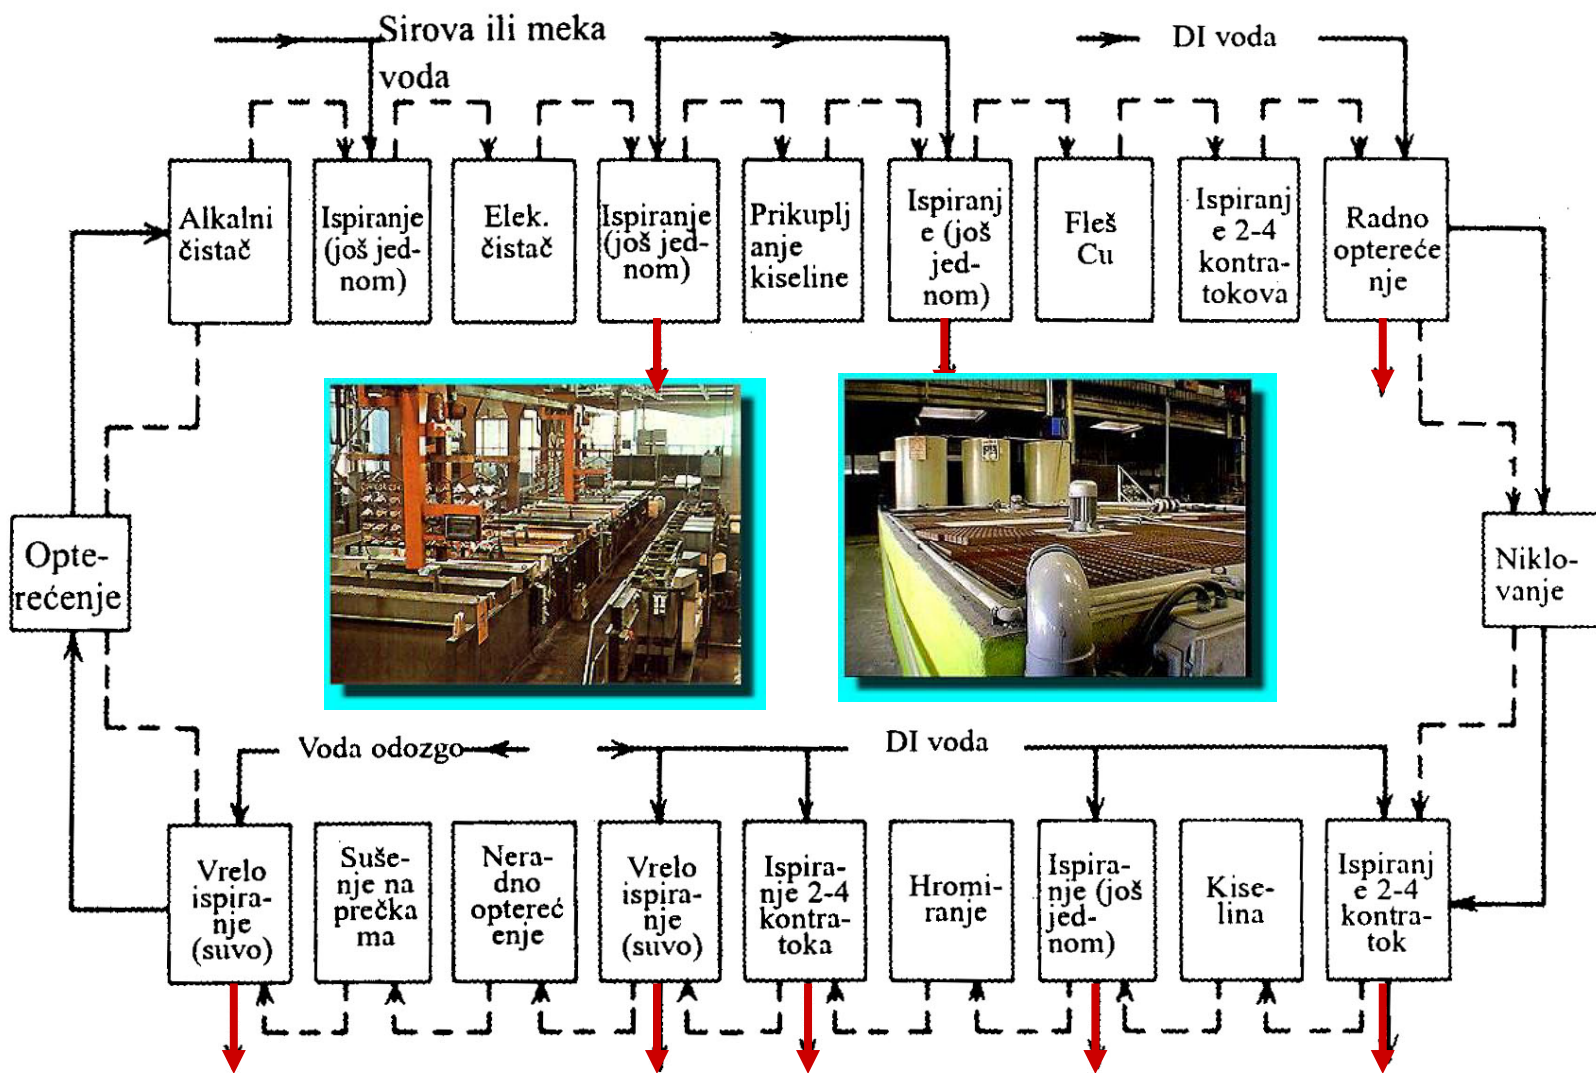 Sirova ili meka
voda
DI voda
Alkalni
čistač
Ispiranje
(još jed-
nom)
Elek.
čistač
Ispiranje
(još jed-
nom)
Prikuplj
anje
kiseline
Ispiranj
e (još
jed-
nom)
Fleš
Cu
Ispiranj
e 2-4
kontra-
tokova
Radno
optereće
nje
Opte-
rećenje
Niklo-
vanje
Voda odozgo
DI voda
Vrelo
ispira-
nje
(suvo)
Suše-
nje na
prečka
ma
Nera-
dno
ottereć
enje
Vrelo
ispira-
nje
(suvo)
Ispira-
nje 2-4
kontra-
toka
Hromi-
ranje
Ispira-
nje (još
jed-
nom)
Kise-
lina
Ispiranj
e 2-4
kontra-
tok